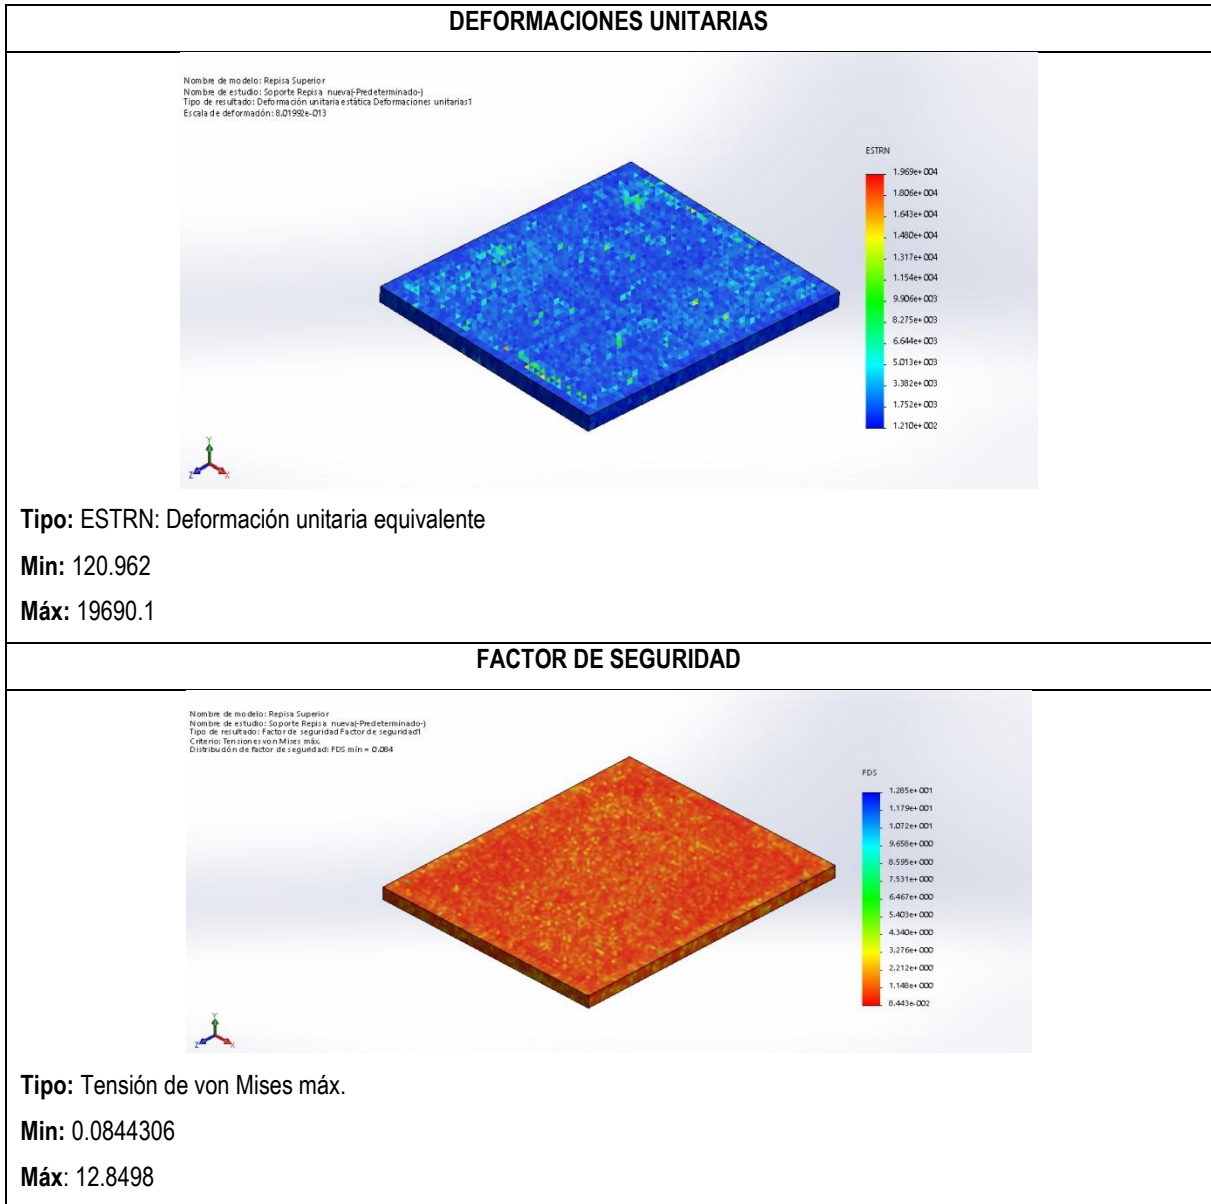 DEFORMACIONES UNITARIAS
Nombre de modelo: Repisa Superior
Nombre de estudio: Soporte Repisa nueva(-Predeterminado-)
Tipo de resultado: Deformación unitaria estática Deformaciones unitarias1
Escala de deformación: 8.01992e-013
ESTRN
1.969e+004
1.806e+004
1.643e+004
1.480e+004
1.317e+004
1.154e+004
9.906e+003
8.275e+003
6.644e+003
5.013e+003
3.382e+003
1.752e+003
1.210e+002
Y
Z
X
Tipo: ESTRN: Deformación unitaria equivalente
Min: 120.962
Máx: 19690.1
FACTOR DE SEGURIDAD
Nombre de modelo: Repisa Superior
Nombre de estudio: Soporte Repisa nueva(-Predeterminado-)
Tipo de resultado: Factor de seguridad Factor de seguridad1
Criterio: Tensiones von Mises máx.
Distribución de factor de seguridad: FDS mín = 0.084
FDS
1.285e+001
1.179e+001
1.072e+001
9.658e+000
8.595e+000
7.531e+000
6.467e+000
5.403e+000
4.340e+000
3.276e+000
2.212e+000
1.148e+000
8.443e-002
Y
Z
X
Tipo: Tensión de von Mises máx.
Min: 0.0844306
Máx: 12.8498